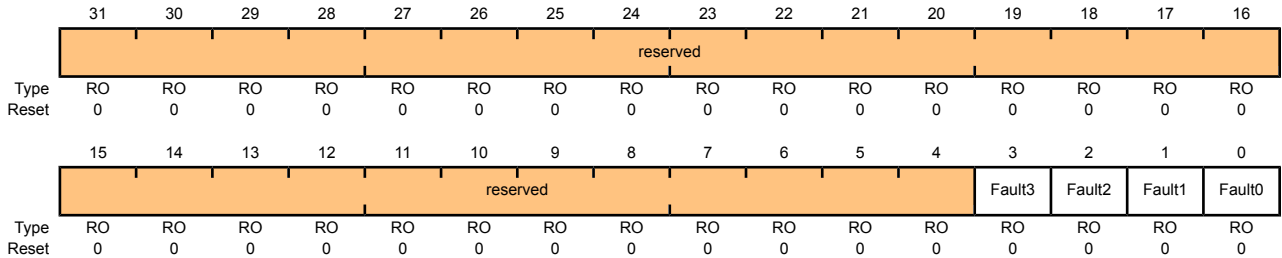 31 30 29 28 27 26 25 24 23 22 21 20 19 18 17 16
reserved
Type RO RO RO RO RO RO RO RO RO RO RO RO RO RO RO RO
Reset 0 0 0 0 0 0 0 0 0 0 0 0 0 0 0 0
15 14 13 12 11 10 9 8 7 6 5 4 3 2 1 0
reserved Fault3 Fault2 Fault1 Fault0
Type RO RO RO RO RO RO RO RO RO RO RO RO RO RO RO RO
Reset 0 0 0 0 0 0 0 0 0 0 0 0 0 0 0 0